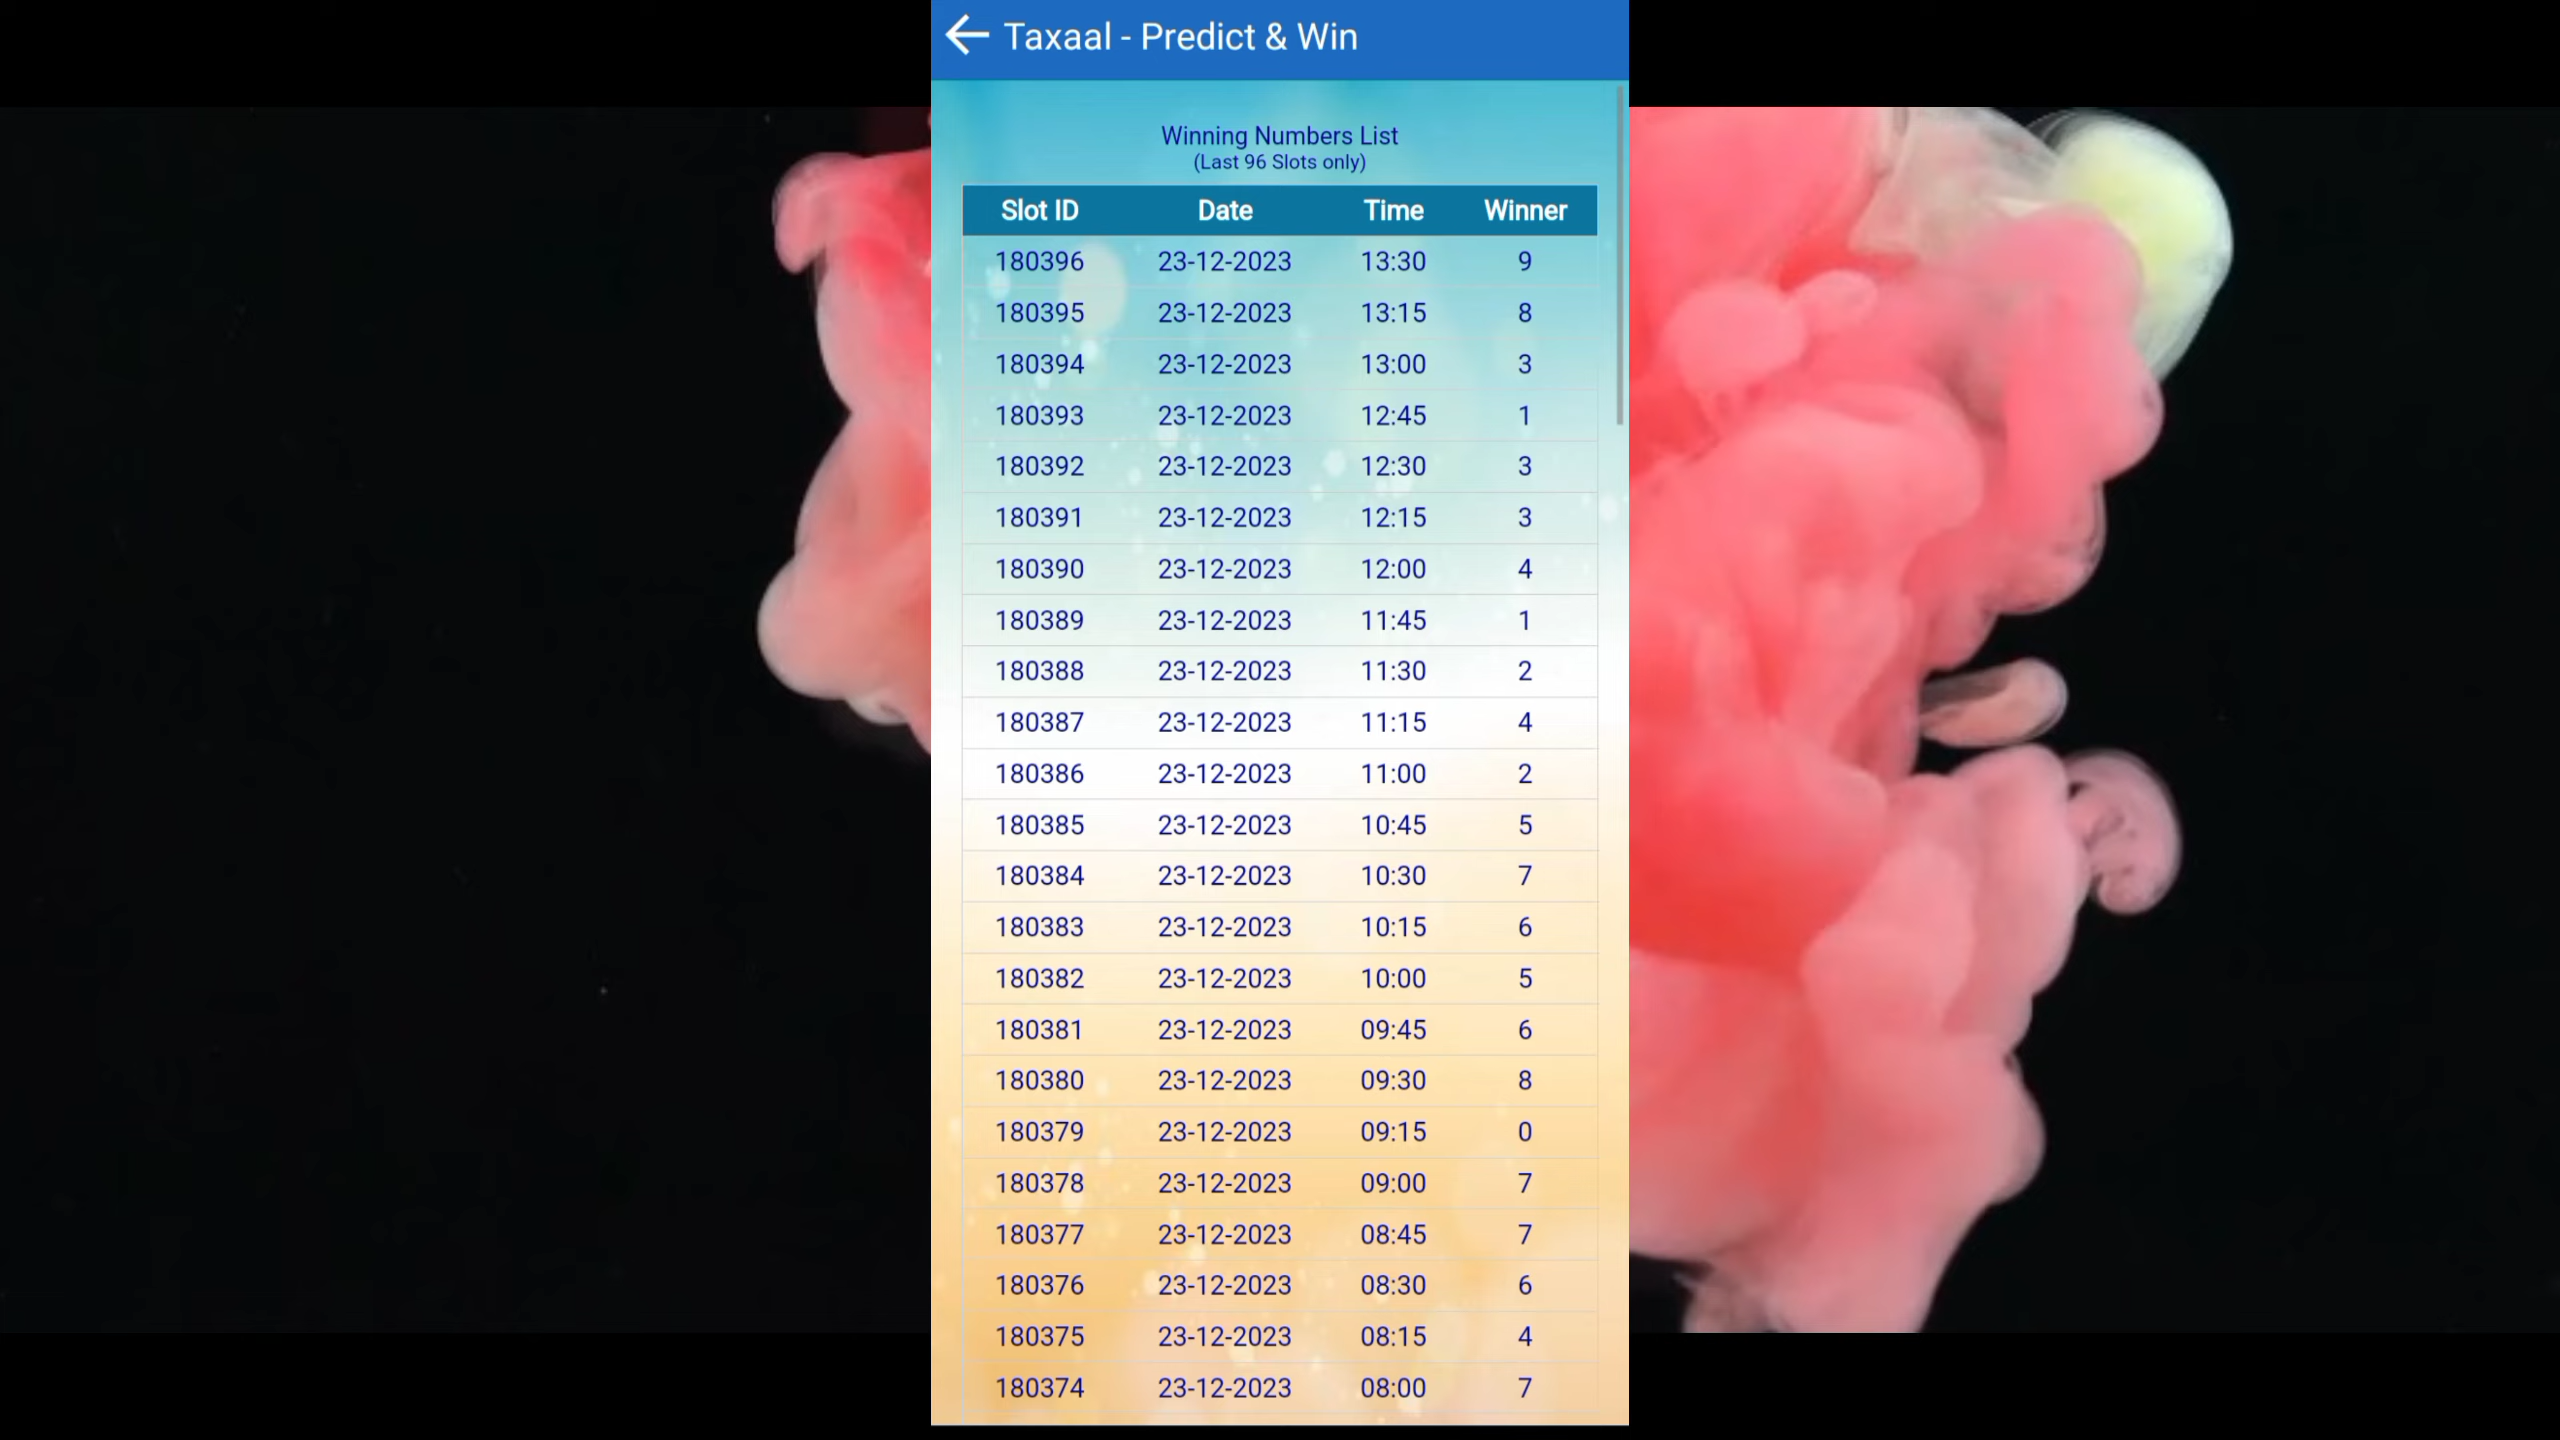 Taxaal - Predict & Win
Winning Numbers List
(Last 96 Slots only)
Slot ID Date Time Winner
180396 23-12-2023 13:30 9
180395 23-12-2023 13:15 8
180394 23-12-2023 13:00 3
180393 23-12-2023 12:45 1
180392 23-12-2023 12:30 3
180391 23-12-2023 12:15 3
180390 23-12-2023 12:00 4
180389 23-12-2023 11:45 1
180388 23-12-2023 11:30 2
180387 23-12-2023 11:15 4
180386 23-12-2023 11:00 2
180385 23-12-2023 10:45 5
180384 23-12-2023 10:30 7
180383 23-12-2023 10:15 6
180382 23-12-2023 10:00 5
180381 23-12-2023 09:45 6
180380 23-12-2023 09:30 8
180379 23-12-2023 09:15 0
180378 23-12-2023 09:00 7
180377 23-12-2023 08:45 7
180376 23-12-2023 08:30 6
180375 23-12-2023 08:15 4
180374 23-12-2023 08:00 7